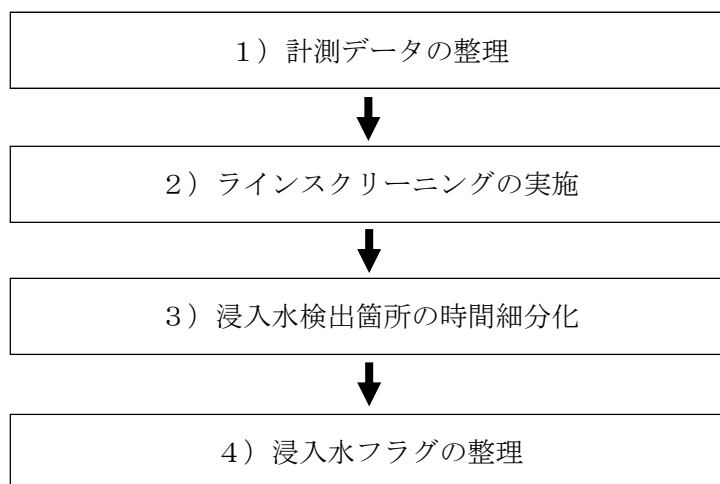 １）計測データの整理
２）ラインスクリーニングの実施
３）浸入水検出箇所の時間細分化
４）浸入水フラグの整理